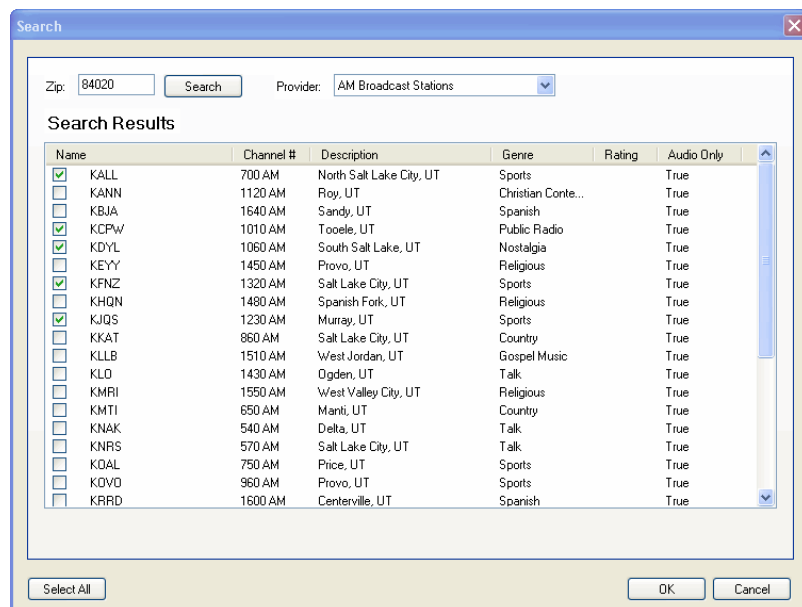 Search
Zip: 84020 Search Provider: AM Broadcast Stations
Search Results
Name Channel # Description Genre Rating Audio Only
KALL 700 AM North Salt Lake City, UT Sports True
KANN 1120 AM Roy, UT Christian Conte... True
KBJA 1640 AM Sandy, UT Spanish True
KCPW 1010 AM Tooele, UT Public Radio True
KDYL 1060 AM South Salt Lake, UT Nostalgia True
KEYY 1450 AM Provo, UT Religious True
KFNZ 1320 AM Salt Lake City, UT Sports True
KHQN 1480 AM Spanish Fork, UT Religious True
KJQS 1230 AM Murray, UT Sports True
KKAT 860 AM Salt Lake City, UT Country True
KLLB 1510 AM West Jordan, UT Gospel Music True
KLO 1430 AM Ogden, UT Talk True
KMRI 1550 AM West Valley City, UT Religious True
KMTI 650 AM Manti, UT Country True
KNAK 540 AM Delta, UT Talk True
KNRS 570 AM Salt Lake City, UT Talk True
KOAL 750 AM Price, UT Sports True
KOVO 960 AM Provo, UT Sports True
KRRD 1600 AM Centerville, UT Spanish True
Select All OK Cancel